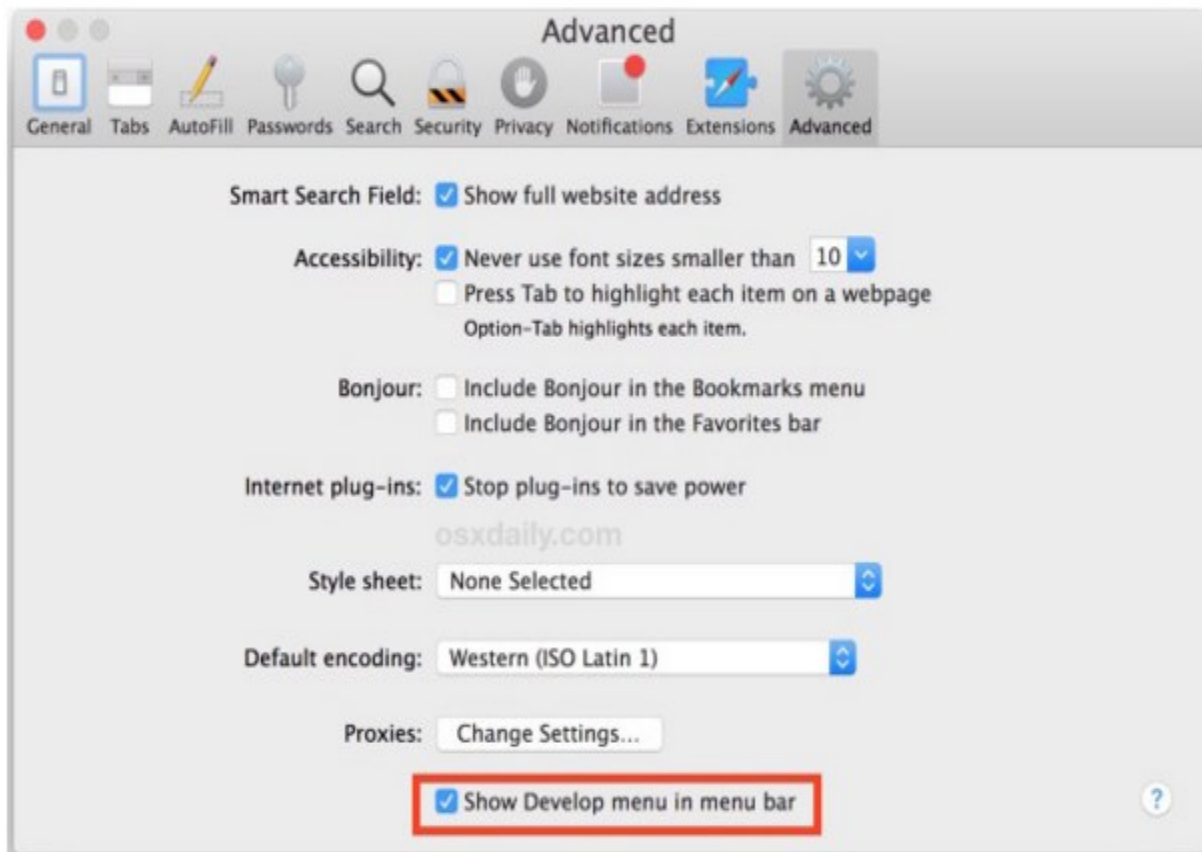 Advanced
General Tabs AutoFill Passwords Search Security Privacy Notifications Extensions Advanced
Smart Search Field: Show full website address
Accessibility: Never use font sizes smaller than 10
Press Tab to highlight each item on a webpage
Option-Tab highlights each item.
Bonjour: Include Bonjour in the Bookmarks menu
Include Bonjour in the Favorites bar
Internet plug-ins: Stop plug-ins to save power
osxdaily.com
Style sheet: None Selected
Default encoding: Western (ISO Latin 1)
Proxies: Change Settings...
Show Develop menu in menu bar ?